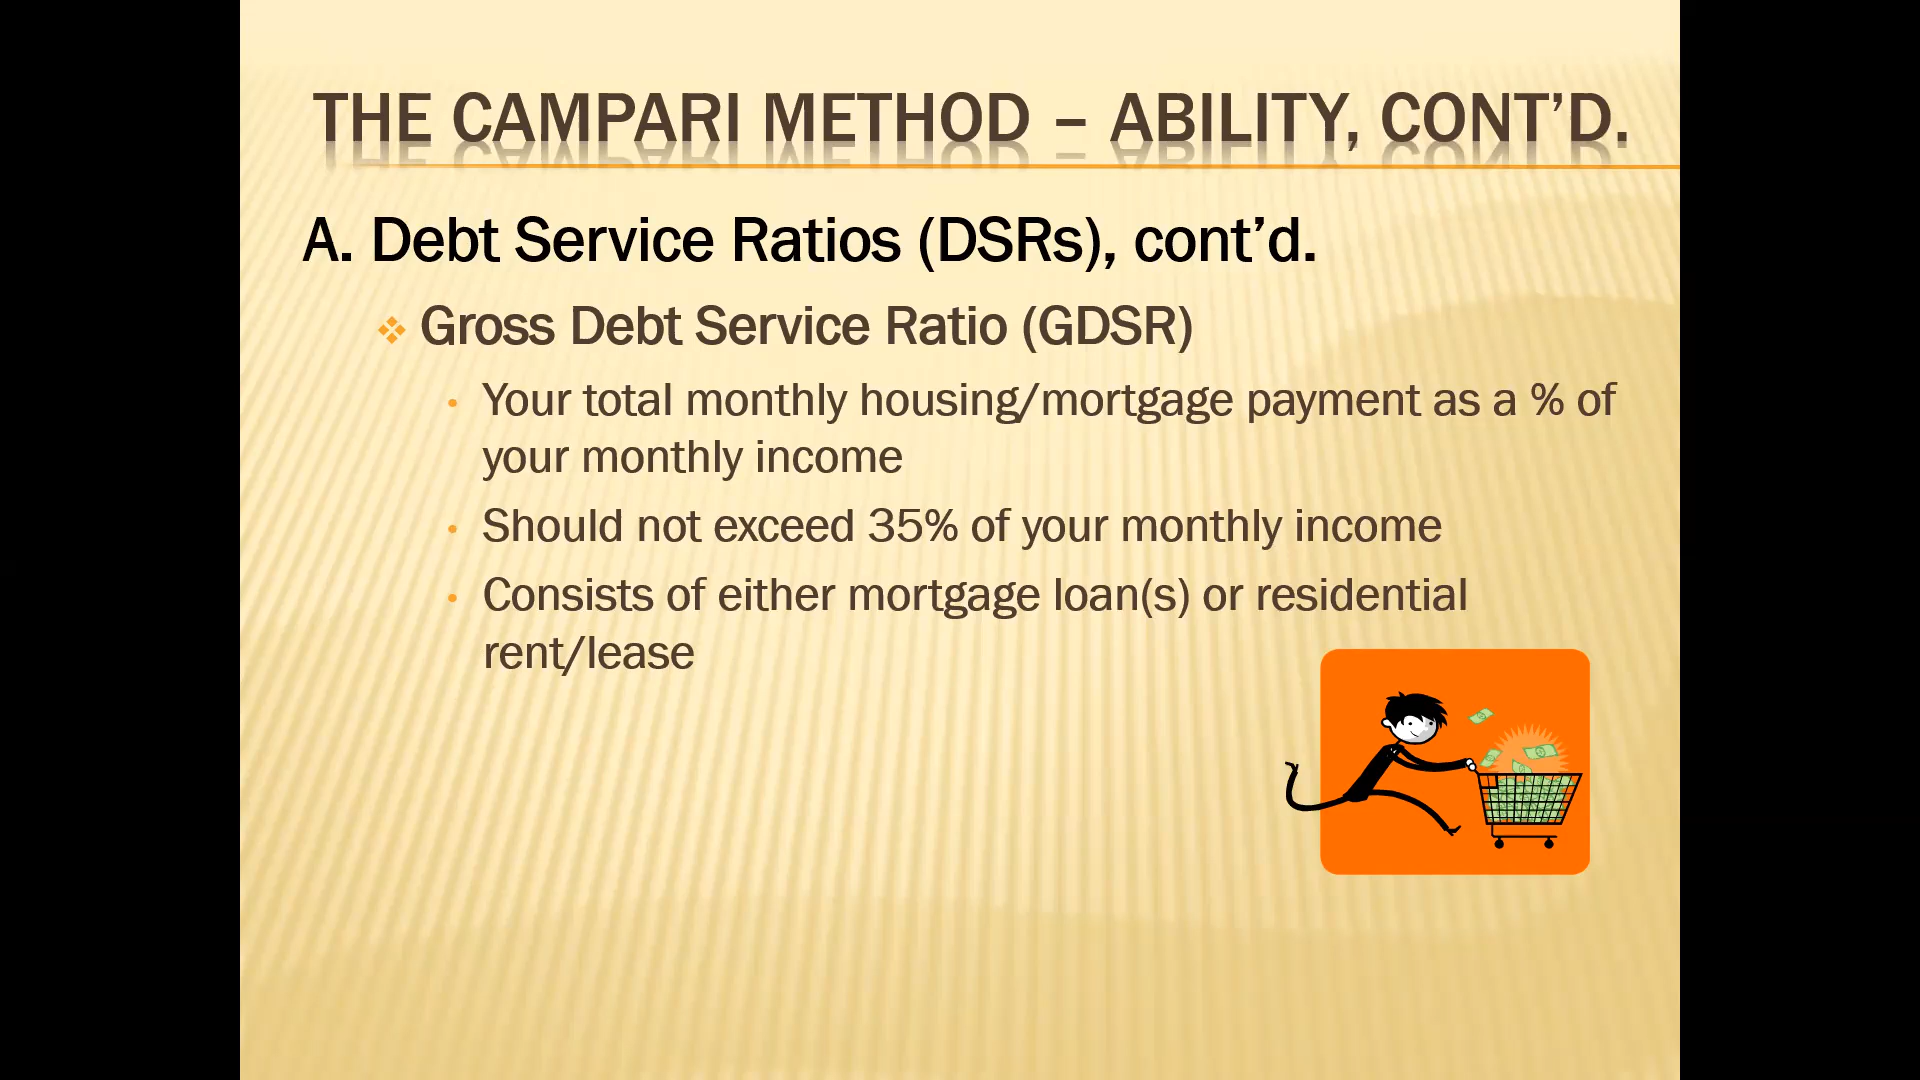 THE CAMPARI METHOD – ABILITY, CONT’D.
A. Debt Service Ratios (DSRs), cont’d.
Gross Debt Service Ratio (GDSR)
Your total monthly housing/mortgage payment as a % of
your monthly income
Should not exceed 35% of your monthly income
Consists of either mortgage loan(s) or residential
rent/lease